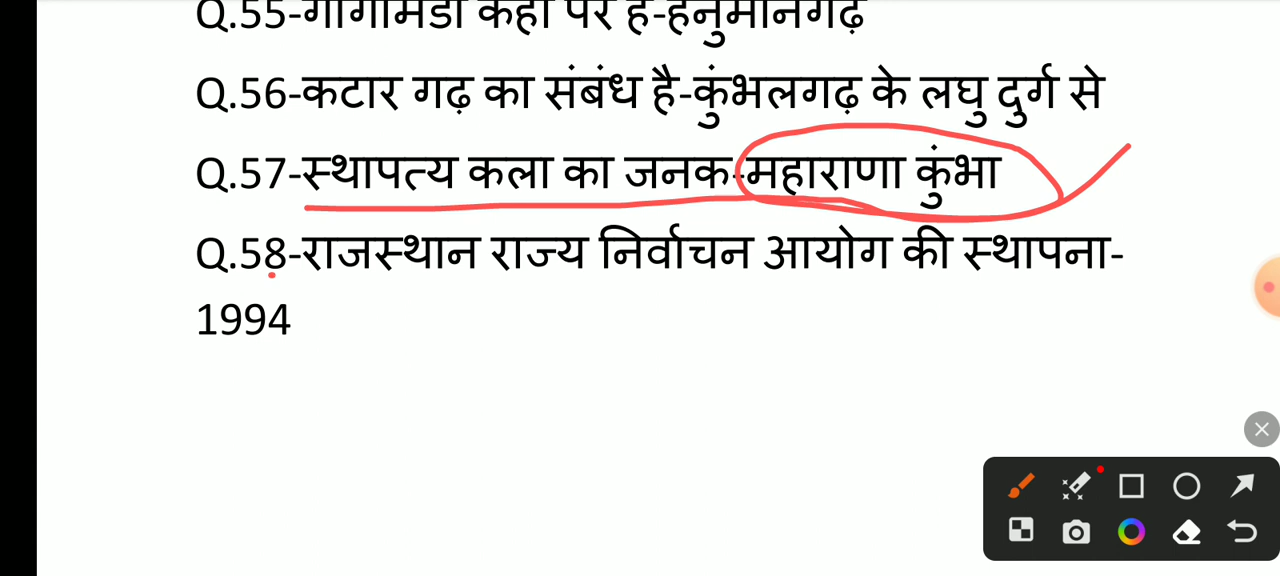 Q.55-गोगामेडी कहां पर है-हनुमानगढ़
Q.56-कटार गढ़ का संबंध है-कुंभलगढ़ के लघु दुर्ग से
Q.57-स्थापत्य कला का जनक-महाराणा कुंभा
Q.58-राजस्थान राज्य निर्वाचन आयोग की स्थापना-
1994